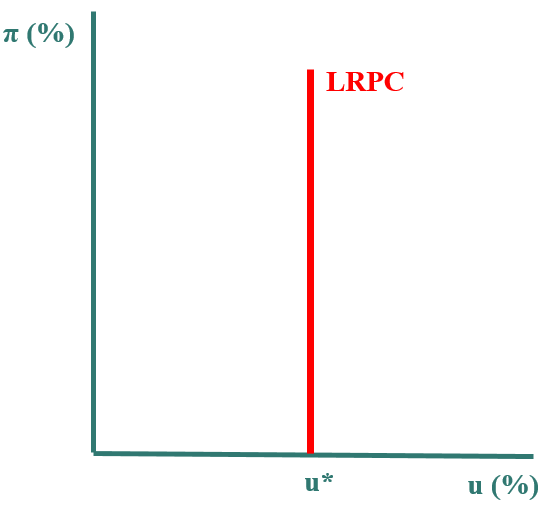 π (%)
LRPC
u*
u (%)